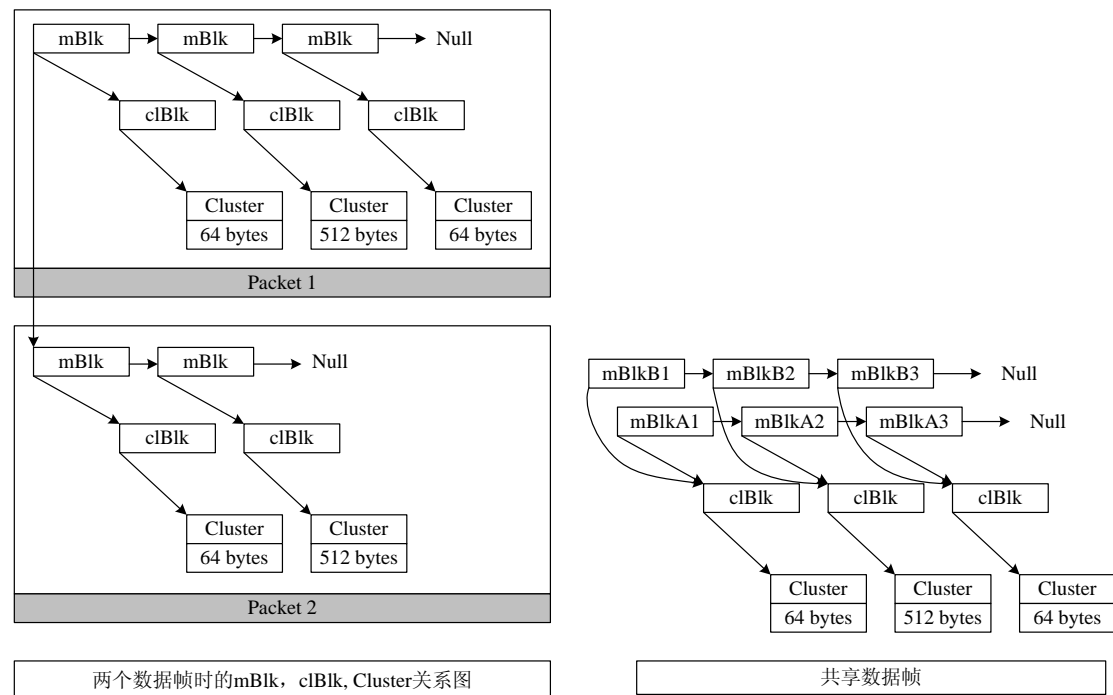 mBlk mBlk mBlk Null
clBlk clBlk clBlk
Cluster Cluster Cluster
64 bytes 512 bytes 64 bytes
Packet 1
mBlk mBlk Null
clBlk clBlk
Cluster Cluster
64 bytes 512 bytes
Packet 2
两个数据帧时的mBlk，clBlk, Cluster关系图
mBlkB1 mBlkB2 mBlkB3 Null
mBlkA1 mBlkA2 mBlkA3 Null
clBlk clBlk clBlk
Cluster Cluster Cluster
64 bytes 512 bytes 64 bytes
共享数据帧